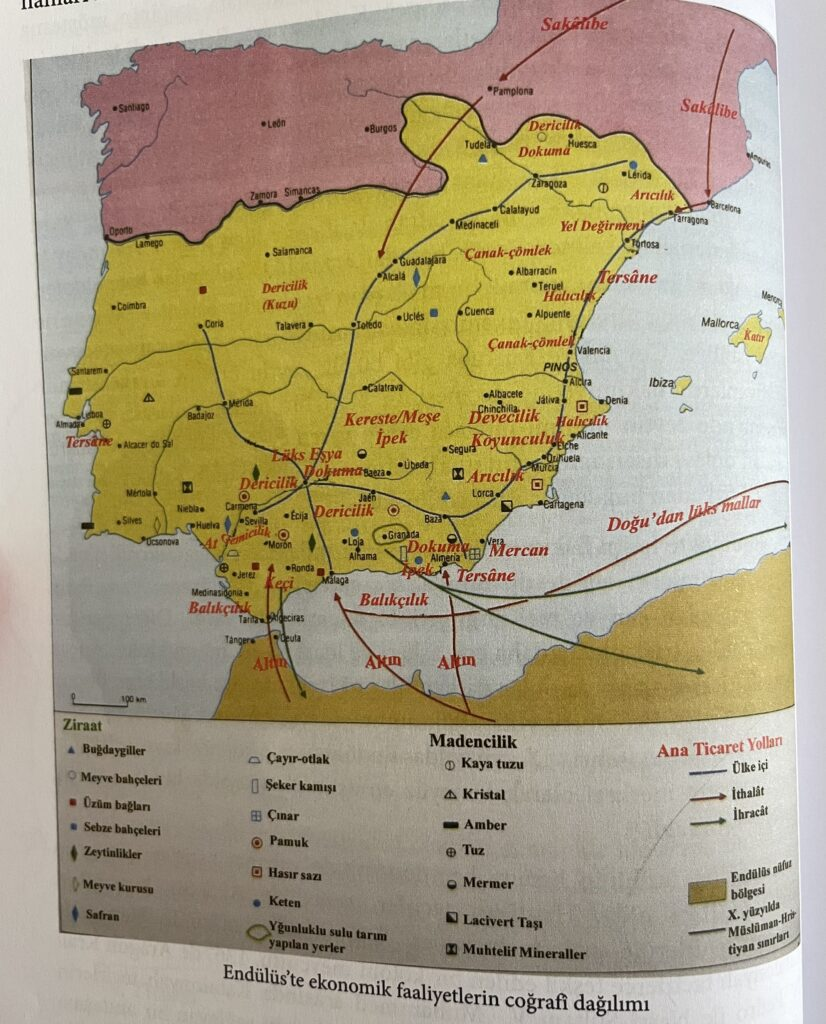 Sakâlibe
Pamplona
Santiago
León
Burgos
Sakâlibe
Dericilik
Tudela
Huesca
Dokuma
Lérida
Zaragoza
Arıcılık
Barcelona
Zamora
Simancas
Calatayud
Tarragona
Oporto
Medinaceli
Yel Değirmeni
Lamego
Tortosa
Salamanca
Guadalajara
Çanak-çömlek
Alcalá
Albarracín
Tersâne
Dericilik
(Kuzu)
Teruel
Halıcılık
Coimbra
Uclés
Cuenca
Alpuente
Mallorca
Katır
Coria
Talavera
Toledo
Çanak-çömlek
Valencia
PINOS
Santarem
Calatrava
Alcira
Ibiza
Mérida
Albacete
Játiva
Denia
Lisboa
Badajoz
Chinchilla
Almada
Kereste/Meşe
Devecilik
Halıcılık
Tersâne
Alcacer do Sal
İpek
Koyunculuk
Alicante
Elche
Lüks Eşya
Segura
Orihuela
Dokuma
Baeza
Úbeda
Arıcılık
Murcia
Mértola
Dericilik
Jaén
Lorca
Niebla
Carmona
Cartagena
Silves
Huelva
Sevilla
Écija
Dericilik
Baza
Doğu'dan lüks mallar
Ocsonova
At Yemicilik
Morón
Loja
Granada
Vera
Alhama
Dokuma
Almería
Mercan
Jerez
Ronda
İpek
Tersâne
Keçi
Málaga
Medinasidonia
Balıkçılık
Balıkçılık
Tarifa
Algeciras
Tánger
Ceuta
Altın
Altın
Altın
100 km
Ziraat
Buğdaygiller
Meyve bahçeleri
Üzüm bağları
Sebze bahçeleri
Zeytinlikler
Meyve kurusu
Safran
Çayır-otlak
Şeker kamışı
Çınar
Pamuk
Hasır sazı
Keten
Yğunluklu sulu tarım
yapılan yerler
Madencilik
Kaya tuzu
Kristal
Amber
Tuz
Mermer
Lacivert Taşı
Muhtelif Mineraller
Ana Ticaret Yolları
Ülke içi
İthalât
İhracât
Endülüs nüfuz
bölgesi
X. yüzyılda
Müslüman-Hris-
tiyan sınırları
Endülüs'te ekonomik faaliyetlerin coğrafî dağılımı